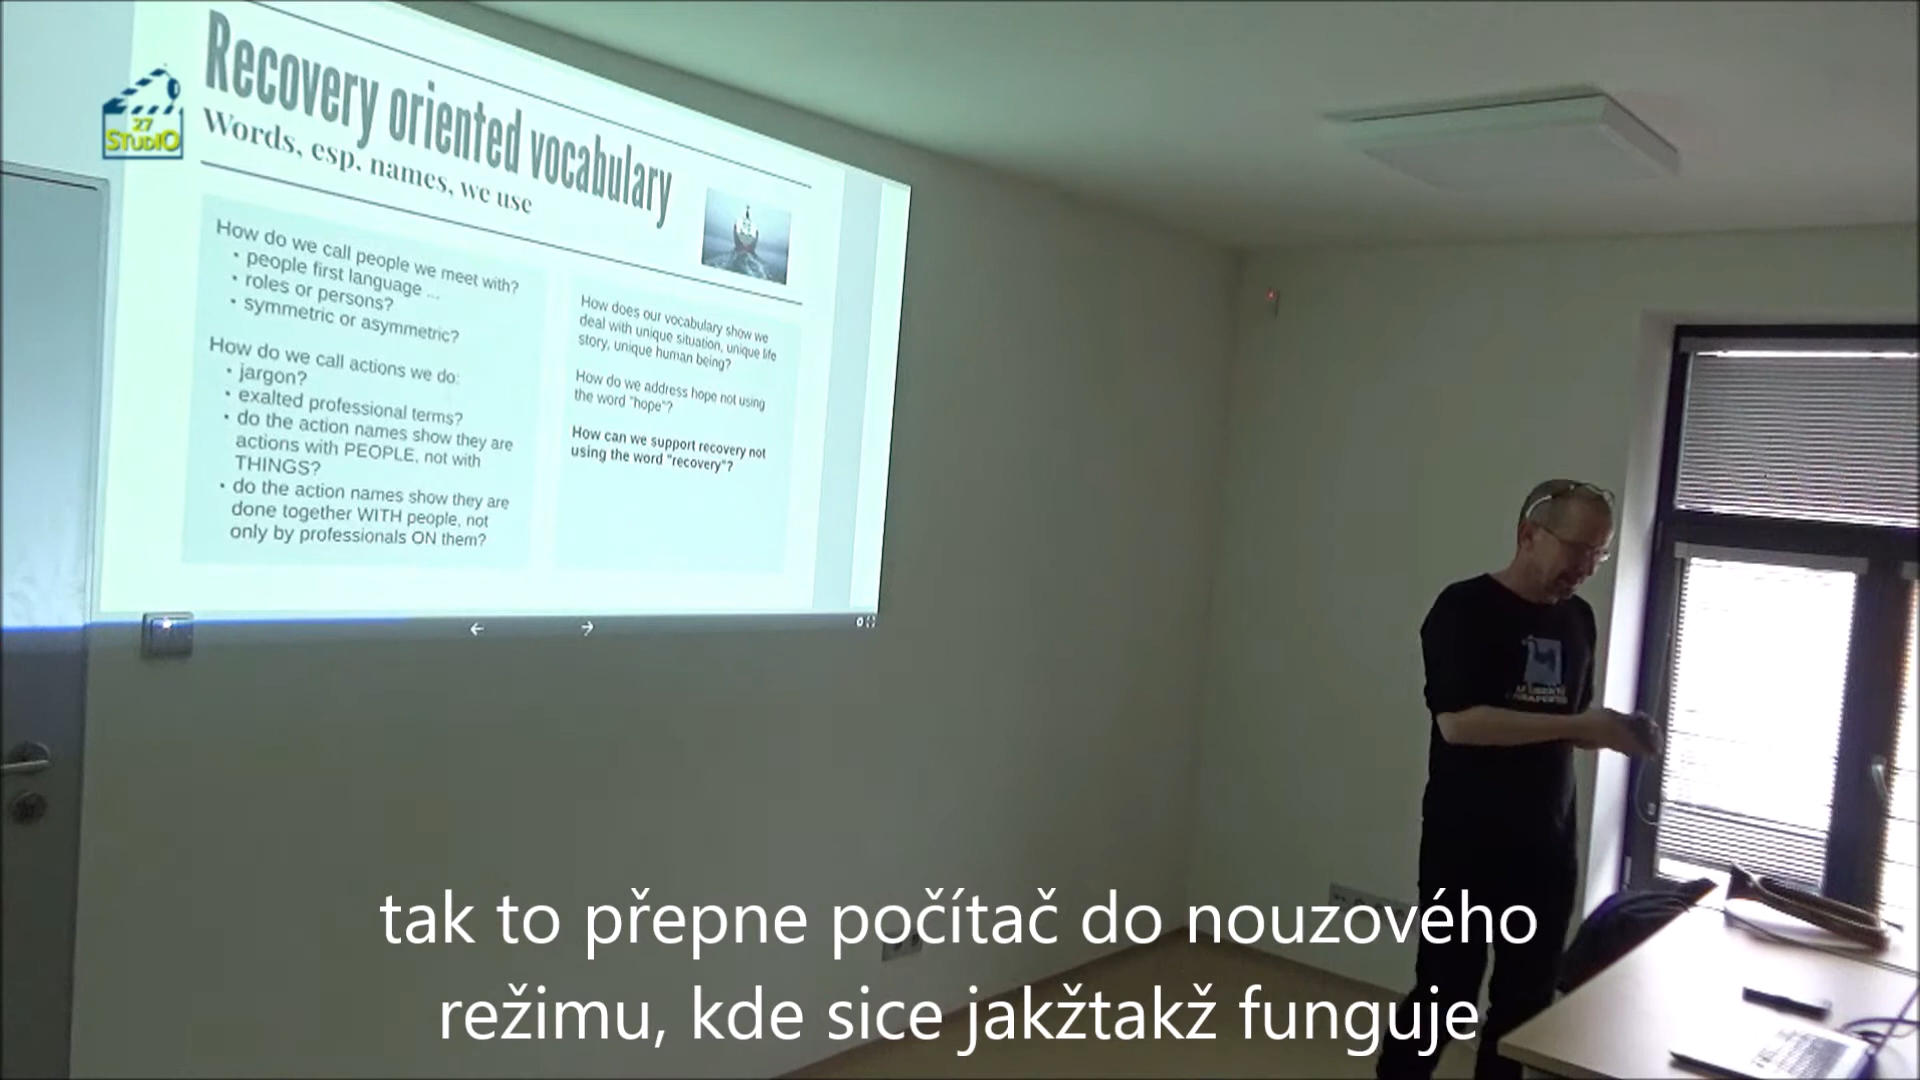 27
STUDIO
Recovery oriented vocabulary
Words, esp. names, we use
How do we call people we meet with?
• people first language ...
• roles or persons?
• symmetric or asymmetric?
How do we call actions we do:
• jargon?
• exalted professional terms?
• do the action names show they are
actions with PEOPLE, not with
THINGS?
• do the action names show they are
done together WITH people, not
only by professionals ON them?
How does our vocabulary show we
deal with unique situation, unique life
story, unique human being?
How do we address hope not using
the word "hope"?
How can we support recovery not
using the word "recovery"?
tak to přepne počítač do nouzového
režimu, kde sice jakžtakž funguje